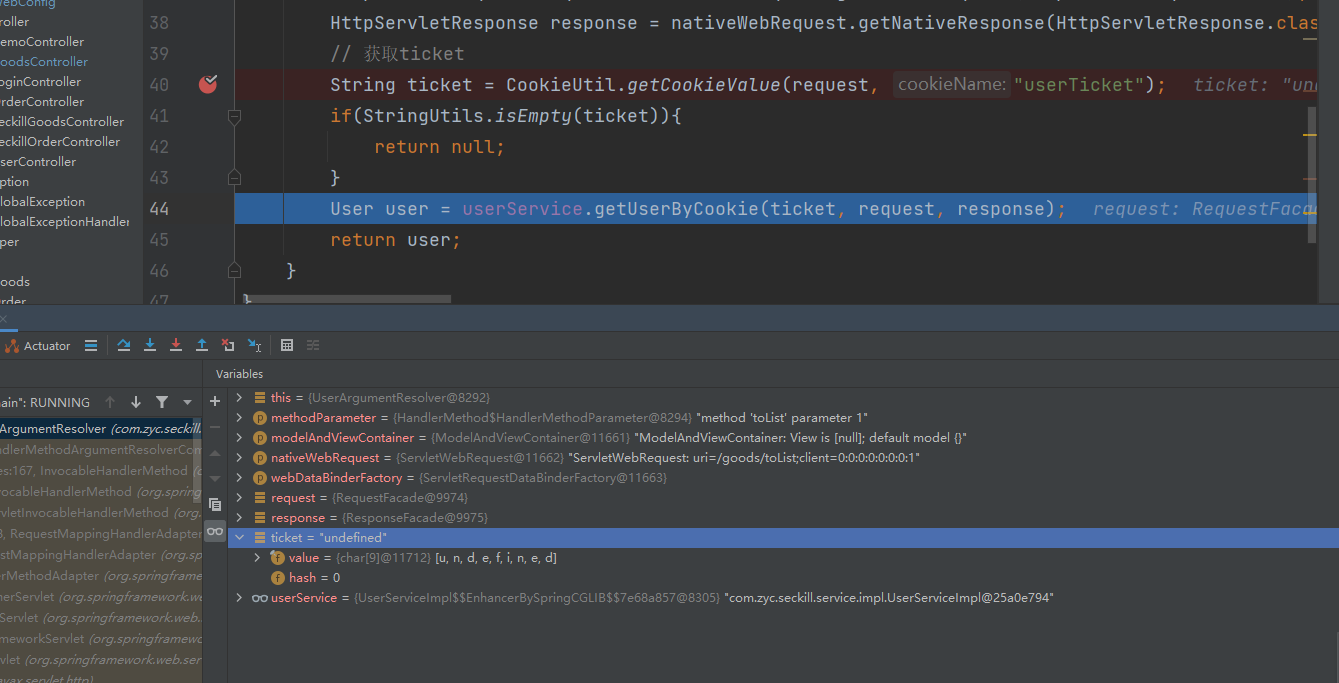 WebConfig
roller
emoController
oodsController
oginController
rderController
eckillGoodsController
eckillOrderController
serController
ption
lobalException
lobalExceptionHandler
per
oods
rder
38 HttpServletResponse response = nativeWebRequest.getNativeResponse(HttpServletResponse.clas
39 // 获取ticket
40 String ticket = CookieUtil.getCookieValue(request, cookieName: "userTicket"); ticket: "un
41 if(StringUtils.isEmpty(ticket)){
42 return null;
43 }
44 User user = userService.getUserByCookie(ticket, request, response); request: RequestFaca
45 return user;
46 }
47 }
Actuator
Variables
ain": RUNNING
ArgumentResolver (com.zyc.seckill.
ndlerMethodArgumentResolverCom
es:167, InvocableHandlerMethod (
vocableHandlerMethod (org.spring
vletInvocableHandlerMethod (org.
3, RequestMappingHandlerAdapter
stMappingHandlerAdapter (org.sp
erMethodAdapter (org.springframe
herServlet (org.springframework.web
Servlet (org.springframework.web.
meworkServlet (org.springframewo
vlet (org.springframework.web.ser
avax.servlet.http)
this = {UserArgumentResolver@8292}
methodParameter = {HandlerMethod$HandlerMethodParameter@8294} "method 'toList' parameter 1"
modelAndViewContainer = {ModelAndViewContainer@11661} "ModelAndViewContainer: View is [null]; default model {}"
nativeWebRequest = {ServletWebRequest@11662} "ServletWebRequest: uri=/goods/toList;client=0:0:0:0:0:0:0:1"
webDataBinderFactory = {ServletRequestDataBinderFactory@11663}
request = {RequestFacade@9974}
response = {ResponseFacade@9975}
ticket = "undefined"
value = {char[9]@11712} [u, n, d, e, f, i, n, e, d]
hash = 0
userService = {UserServiceImpl$$EnhancerBySpringCGLIB$$7e68a857@8305} "com.zyc.seckill.service.impl.UserServiceImpl@25a0e794"